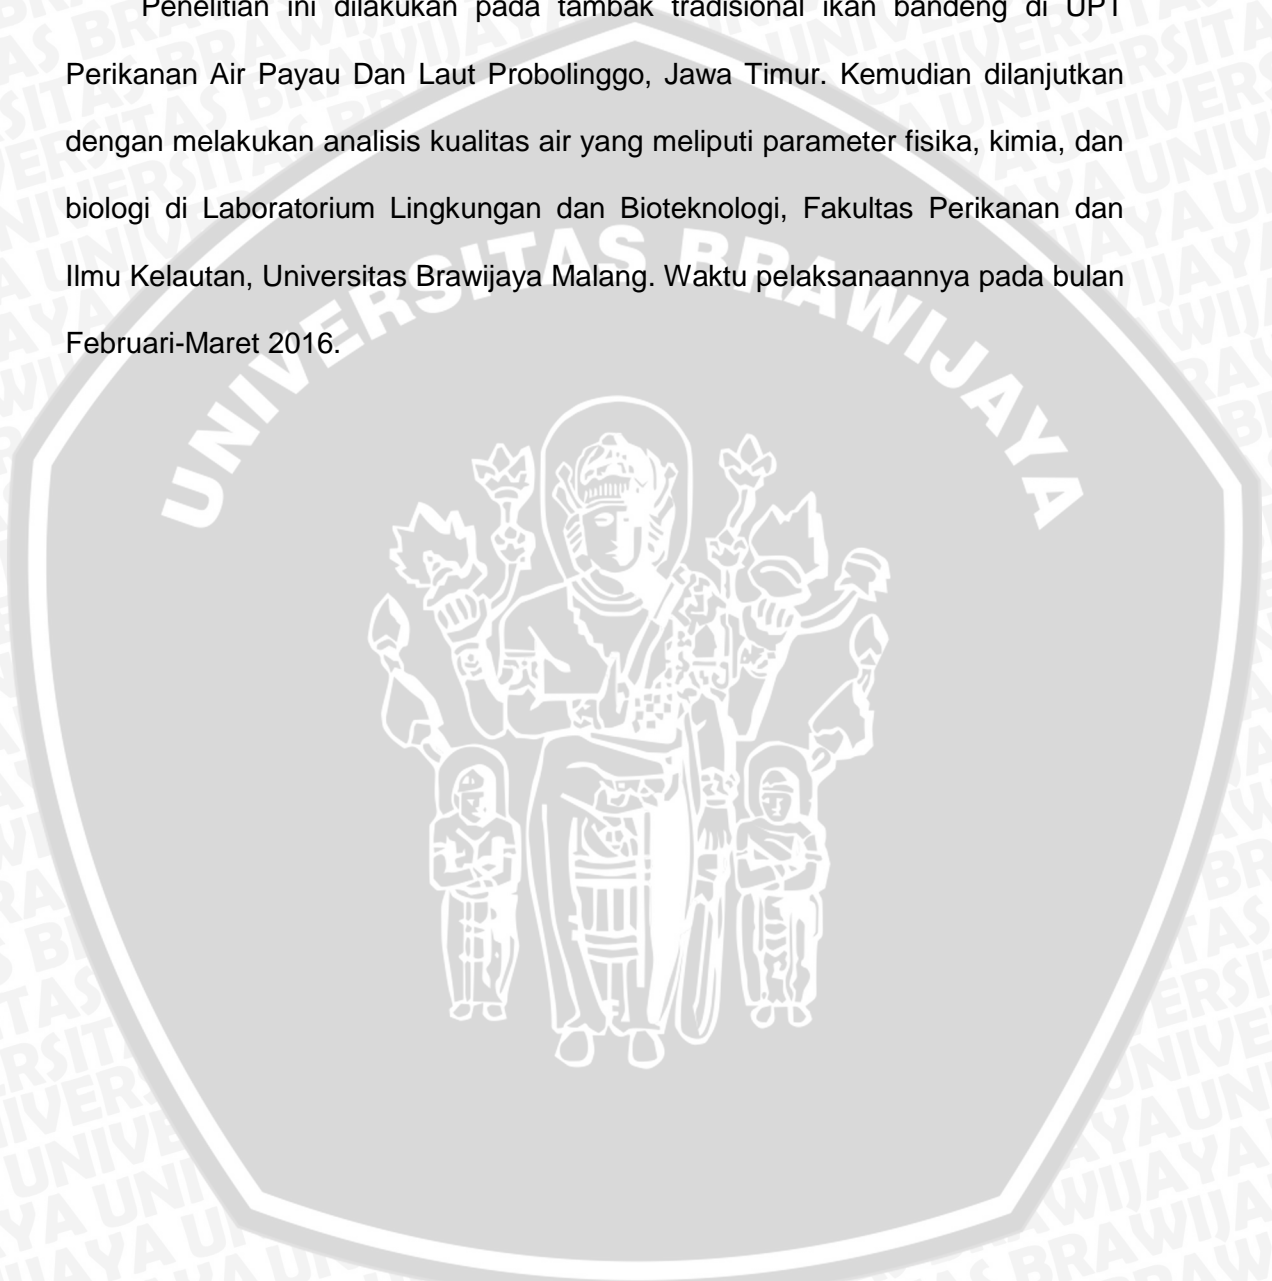 Penelitian ini dilakukan pada tambak tradisional ikan bandeng di UPT
Perikanan Air Payau Dan Laut Probolinggo, Jawa Timur. Kemudian dilanjutkan
dengan melakukan analisis kualitas air yang meliputi parameter fisika, kimia, dan
biologi di Laboratorium Lingkungan dan Bioteknologi, Fakultas Perikanan dan
Ilmu Kelautan, Universitas Brawijaya Malang. Waktu pelaksanaannya pada bulan
Februari-Maret 2016.
UNIVERSITAS BRAWIJAYA